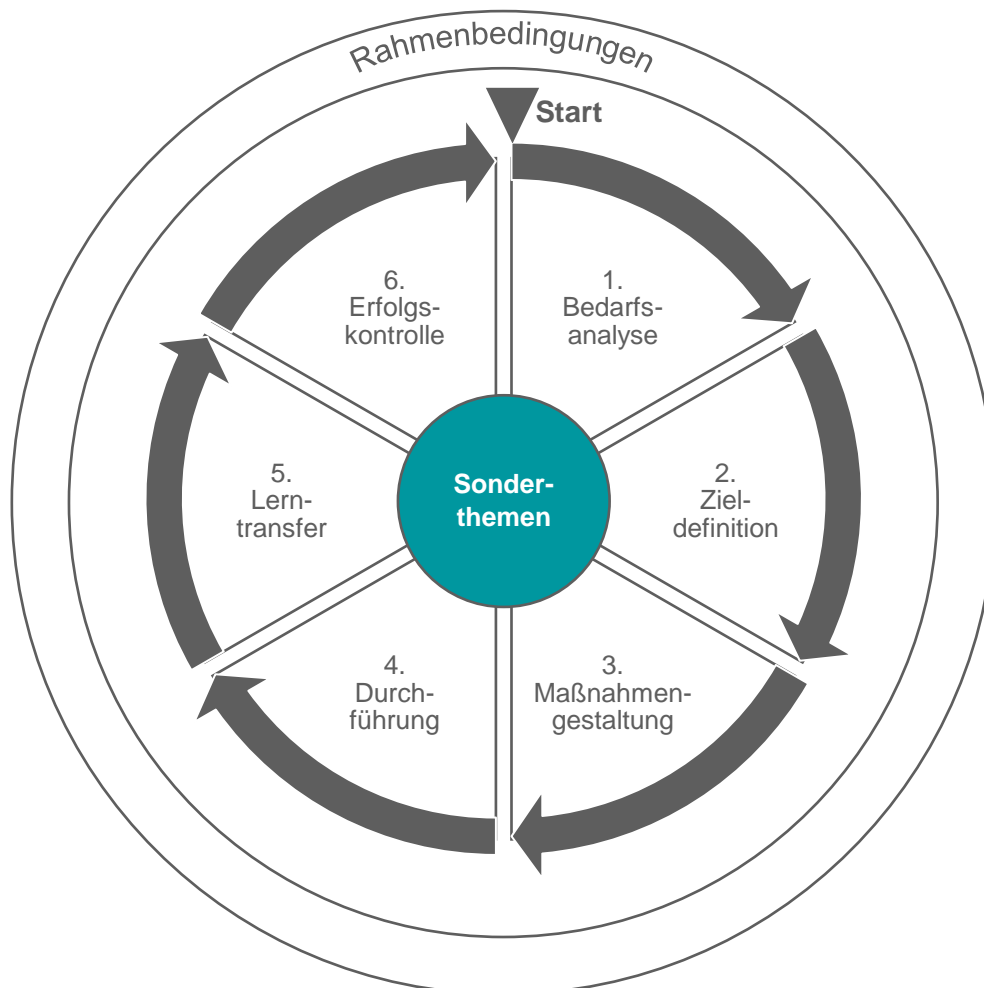 Rahmenbedingungen
Start
1.
Bedarfs-
analyse
2.
Ziel-
definition
3.
Maßnahmen-
gestaltung
4.
Durch-
führung
5.
Lern-
transfer
6.
Erfolgs-
kontrolle
Sonder-
themen